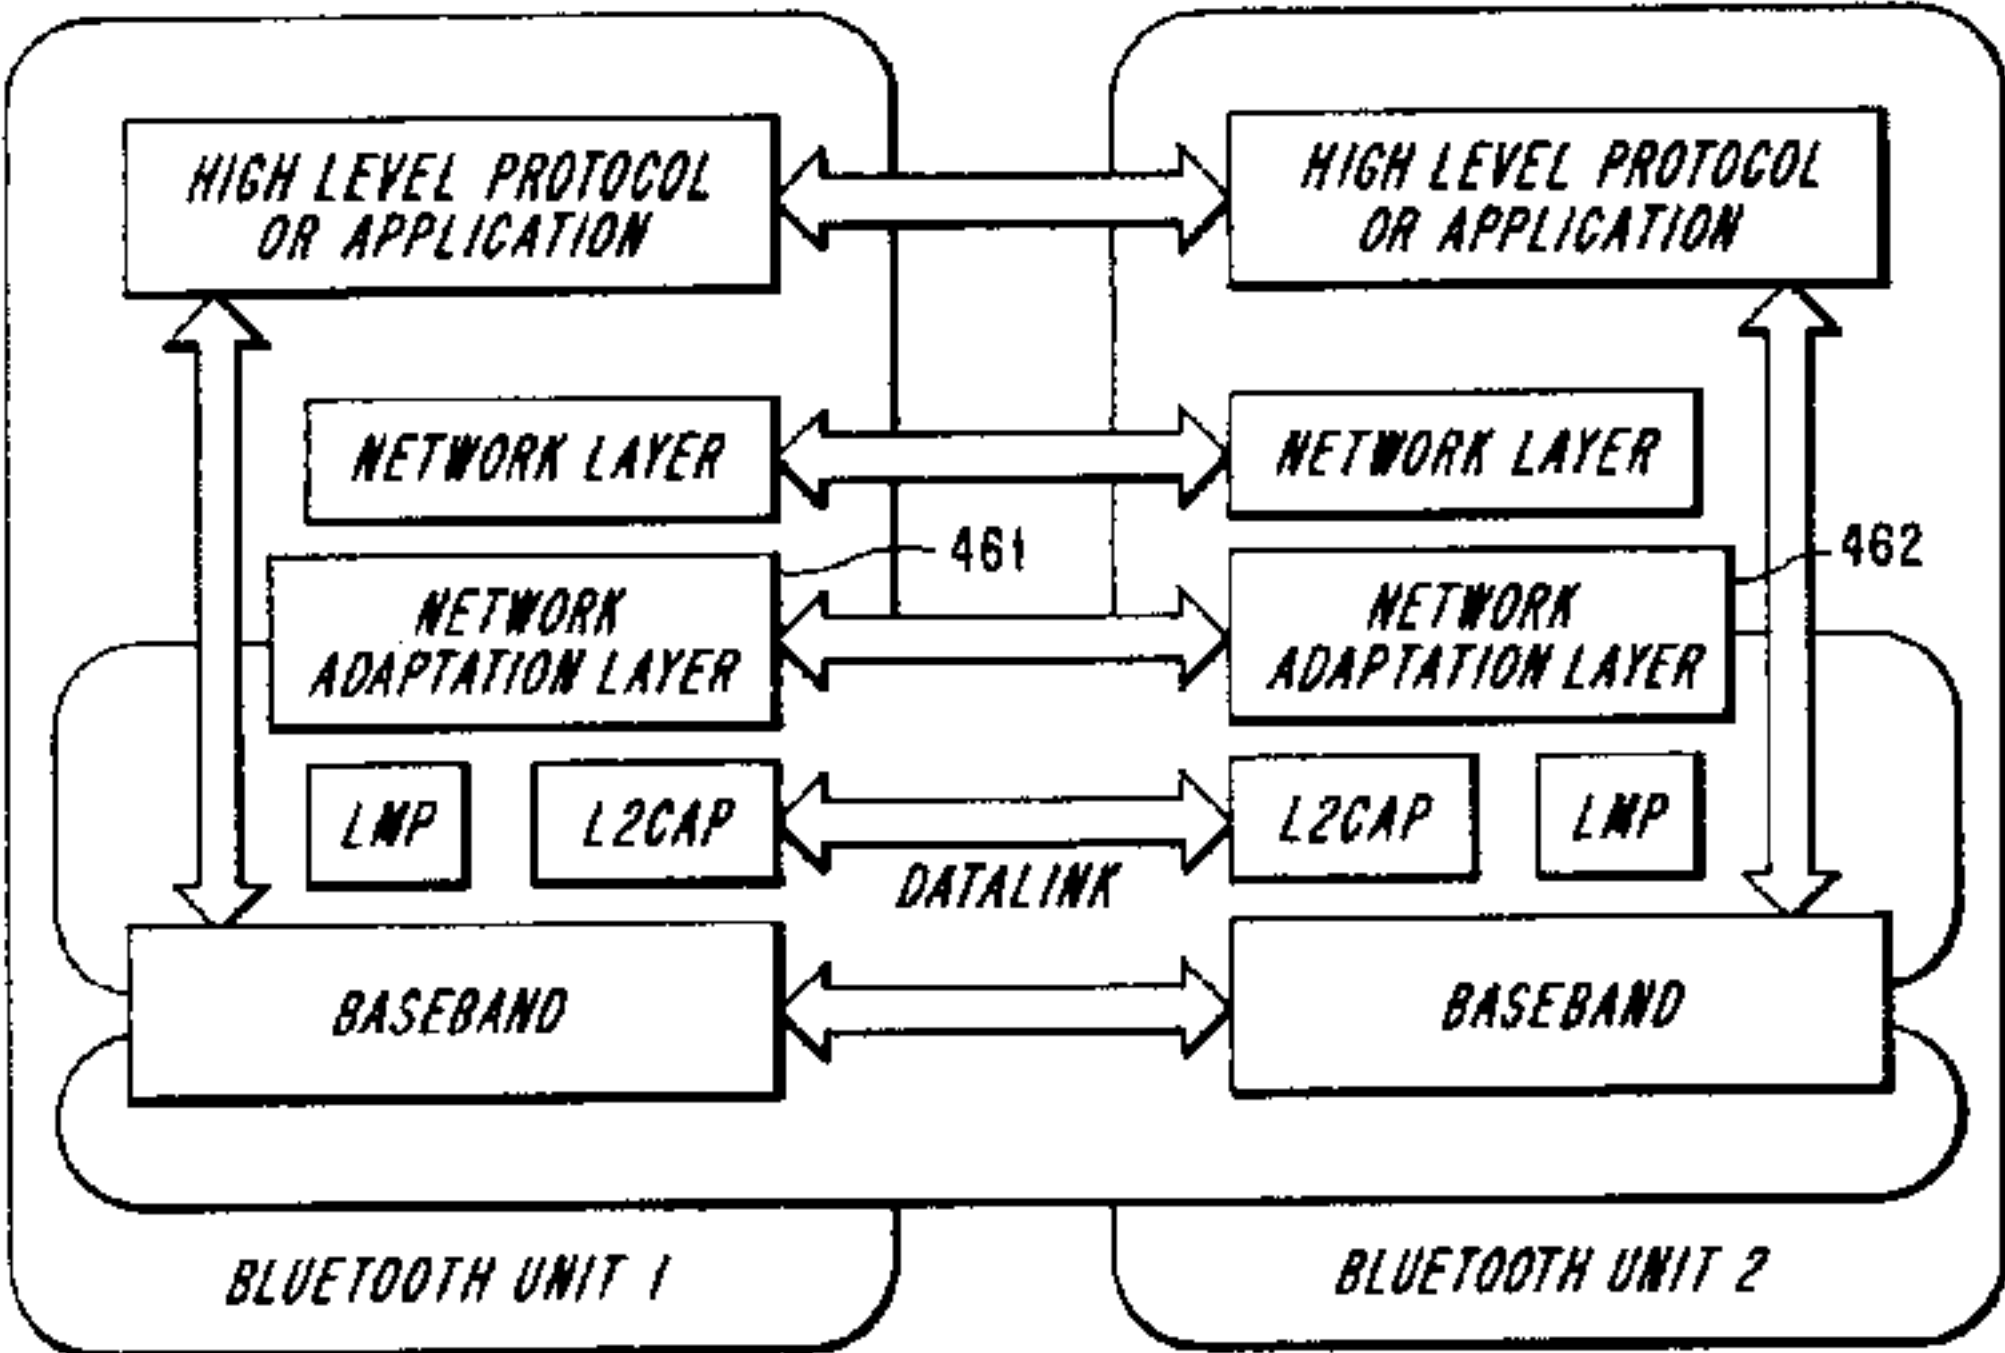 HIGH LEVEL PROTOCOL
OR APPLICATION
HIGH LEVEL PROTOCOL
OR APPLICATION
NETWORK LAYER
NETWORK LAYER
461
462
NETWORK
ADAPTATION LAYER
NETWORK
ADAPTATION LAYER
LMP
L2CAP
L2CAP
LMP
DATALINK
BASEBAND
BASEBAND
BLUETOOTH UNIT 1
BLUETOOTH UNIT 2